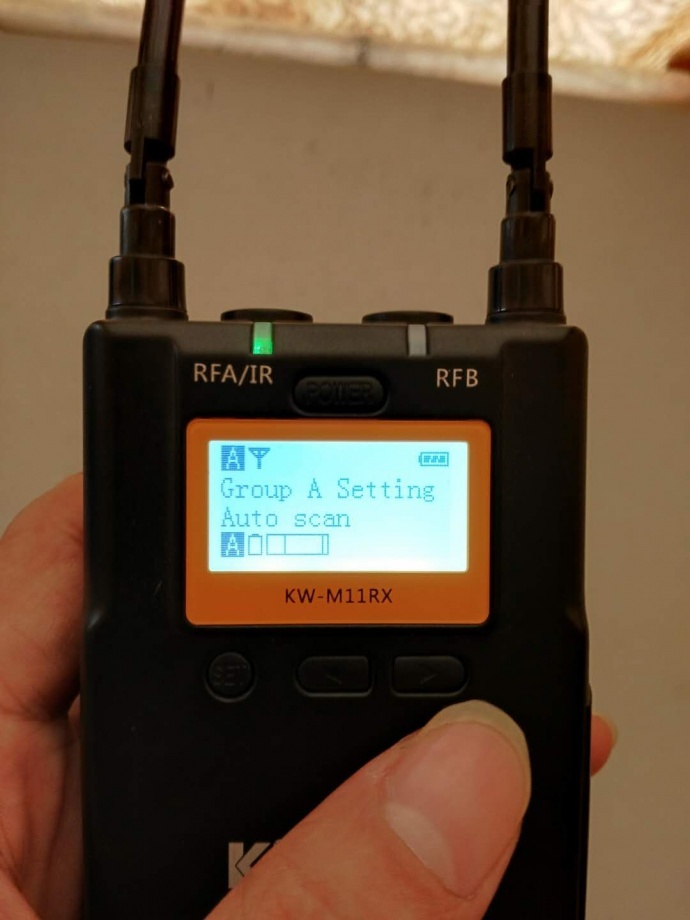 RFA/IR
POWER
RFB
A
Group A Setting
Auto scan
A
KW-M11RX
SET
< >
K